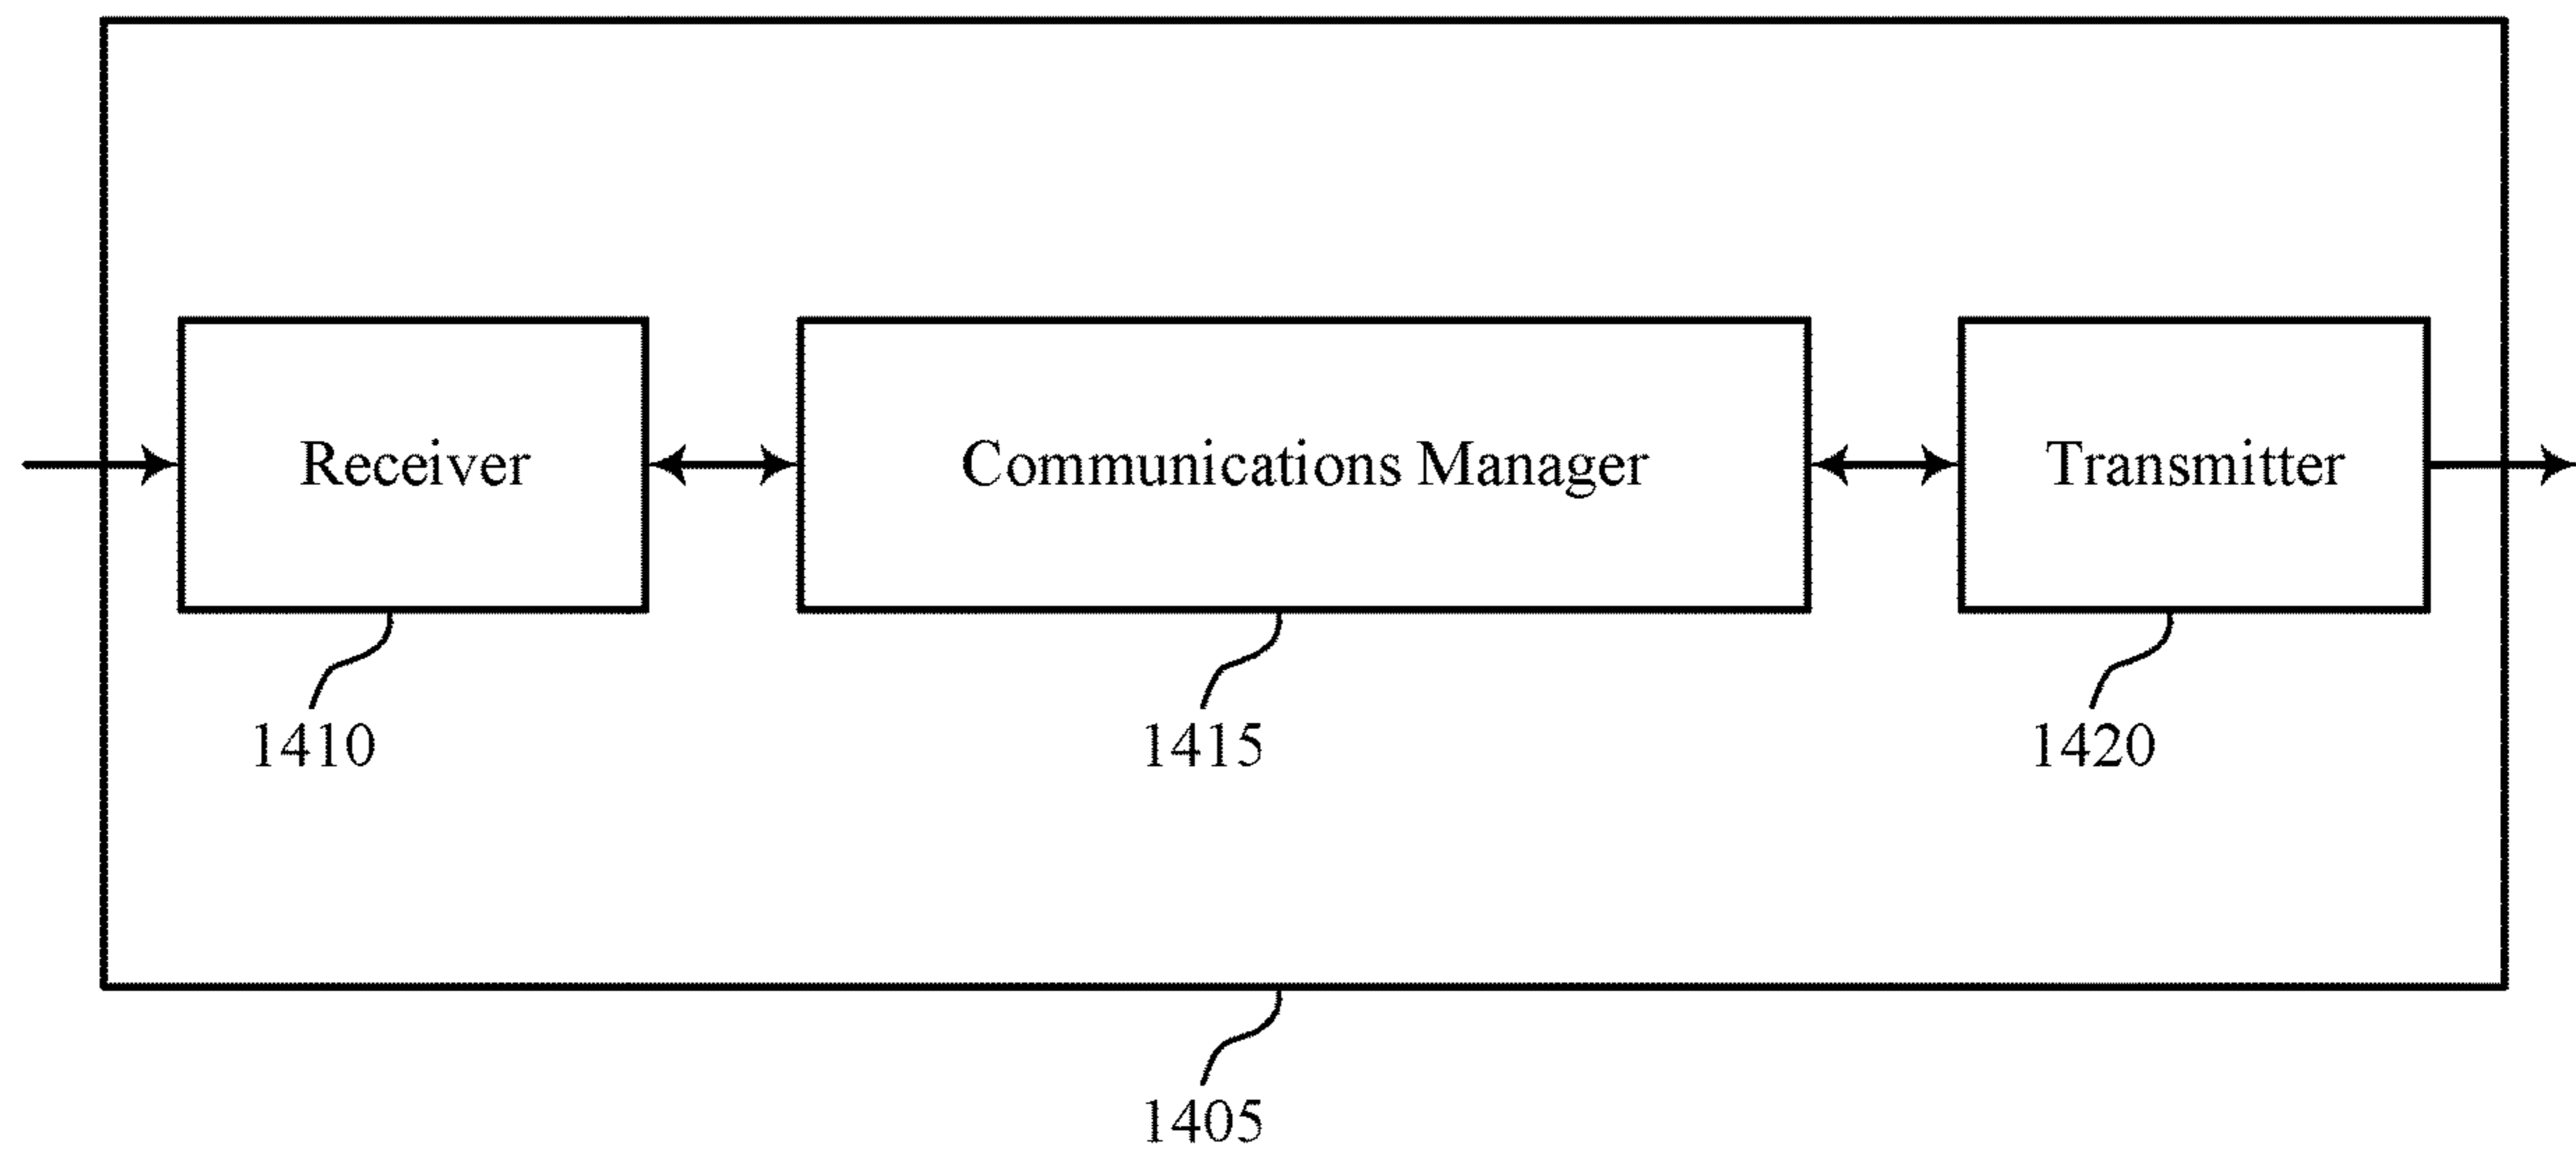 Receiver
Communications Manager
Transmitter
1410
1415
1420
1405